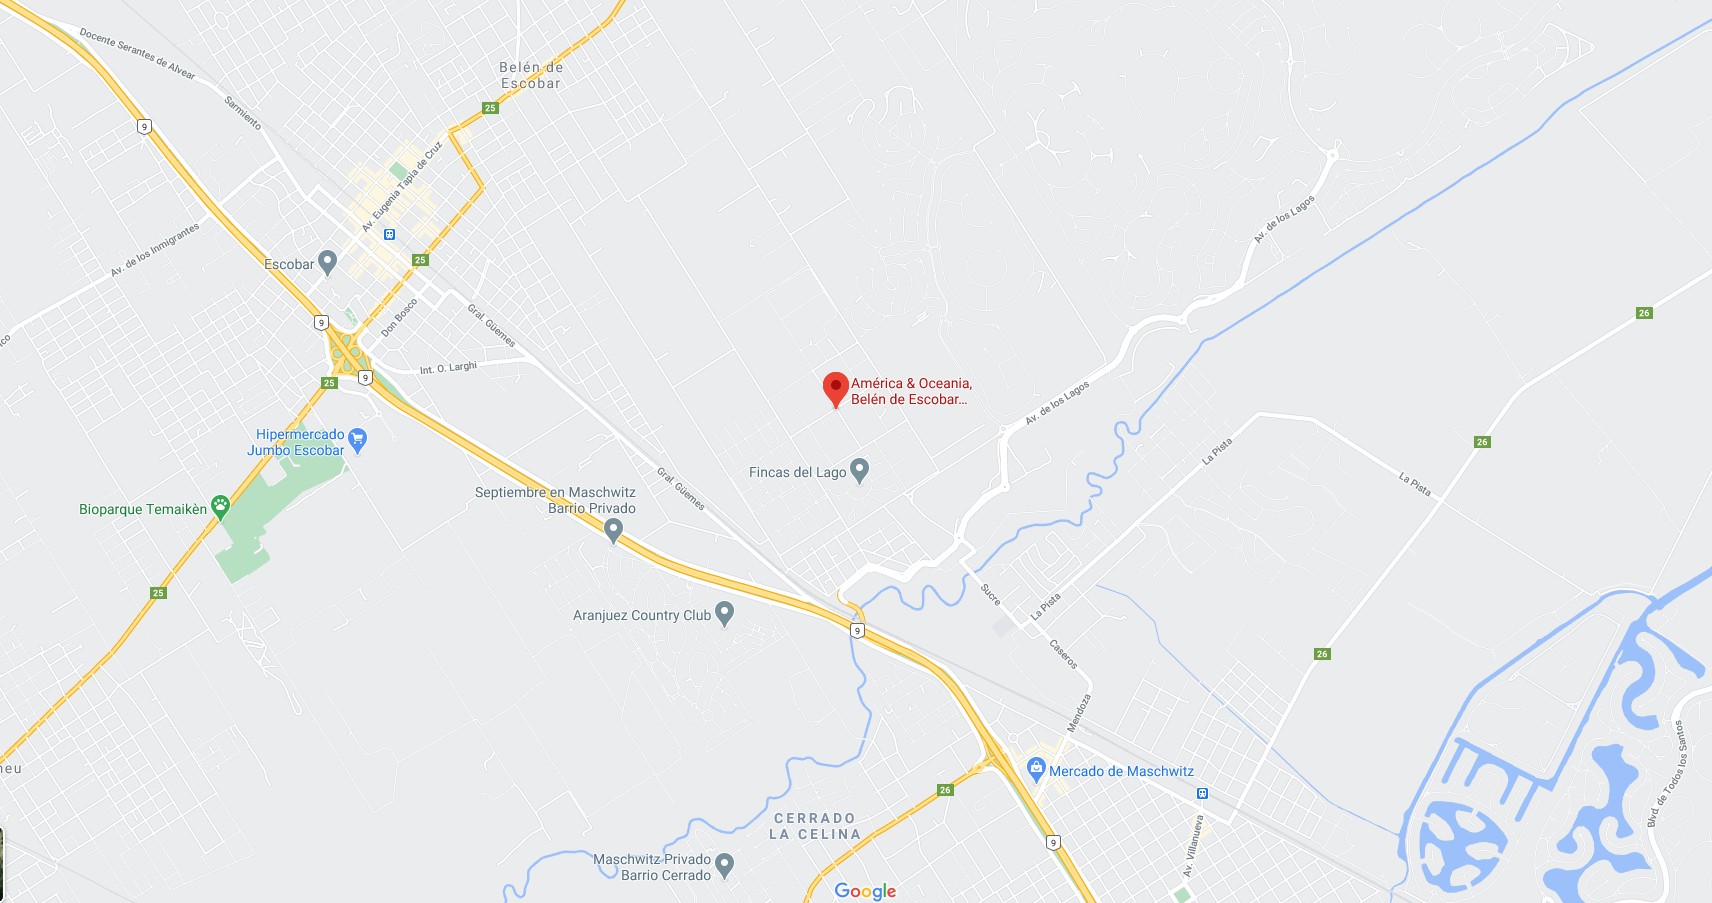 Docente Serantes de Alvear
Belén de
Escobar
25
Sarmiento
9
Av. Eugenia Tapia de Cruz
Av. de los Lagos
Av. de los Inmigrantes
Escobar
25
Don Bosco
Gral. Güemes
26
9
Int. O. Larghi
9
25
América & Oceania,
Belén de Escobar...
Av. de los Lagos
Hipermercado
Jumbo Escobar
26
La Pista
Fincas del Lago
Gral. Güemes
La Pista
Septiembre en Maschwitz
Barrio Privado
Bioparque Temaikèn
25
Sucre
La Pista
Aranjuez Country Club
9
Caseros
26
Mendoza
Mercado de Maschwitz
Blvd. de Todos los Santos
26
CERRADO
LA CELINA
9
Av. Villanueva
Maschwitz Privado
Barrio Cerrado
Google